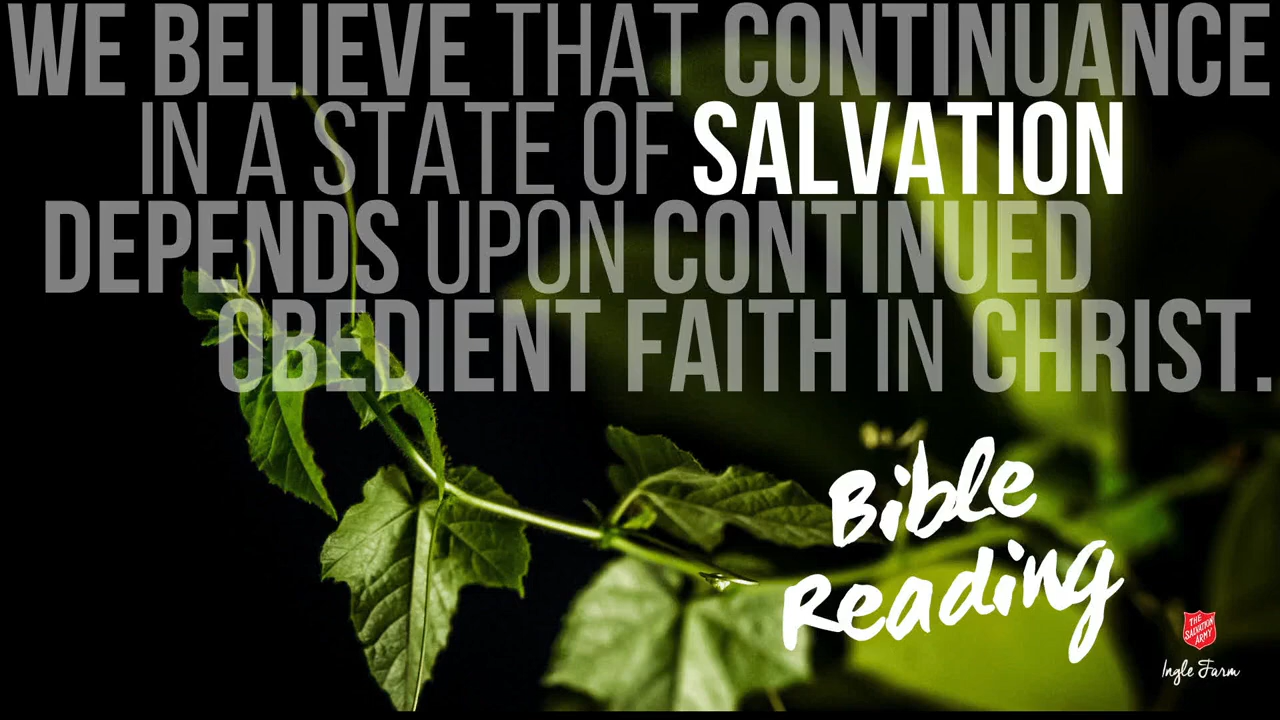 WE BELIEVE THAT CONTINUANCE
IN A STATE OF SALVATION
DEPENDS UPON CONTINUED
OBEDIENT FAITH IN CHRIST.
Bible
Reading
THE
SALVATION
ARMY
Ingle Farm